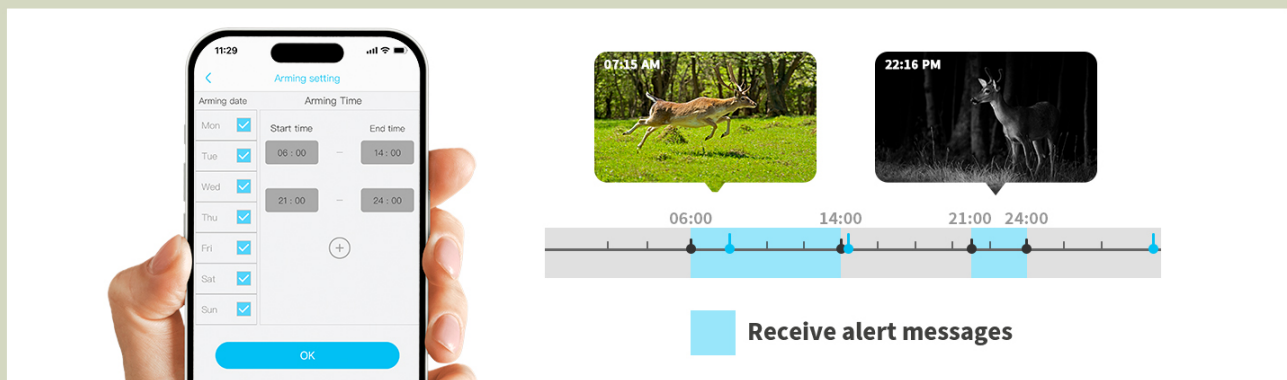 11:29
Arming setting
Arming date
Arming Time
Mon
Tue
Wed
Thu
Fri
Sat
Sun
Start time
End time
06 : 00 – 14 : 00
21 : 00 – 24 : 00
OK
07:15 AM
22:16 PM
06:00 14:00 21:00 24:00
Receive alert messages